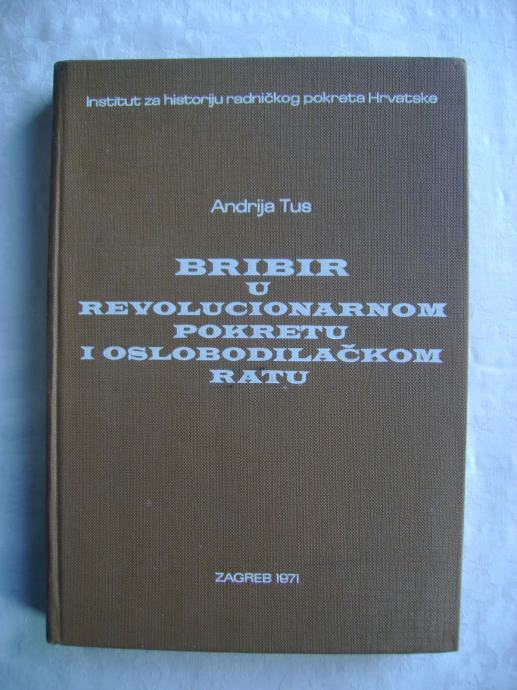 Institut za historiju radničkog pokreta Hrvatske
Andrija Tus
BRIBIR
U
REVOLUCIONARNOM
POKRETU
I OSLOBODILAČKOM
RATU
ZAGREB 1971